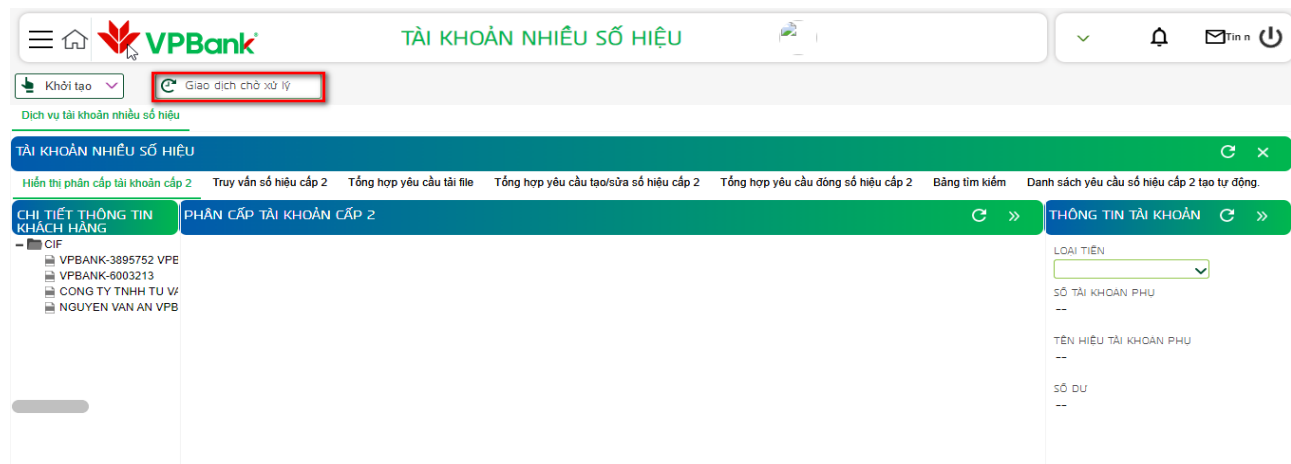 VPBank
TÀI KHOẢN NHIỀU SỐ HIỆU
Tin n
Khởi tạo
Giao dịch chờ xử lý
Dịch vụ tài khoản nhiều số hiệu
TÀI KHOẢN NHIỀU SỐ HIỆU
Hiển thị phân cấp tài khoản cấp 2 Truy vấn số hiệu cấp 2 Tổng hợp yêu cầu tải file Tổng hợp yêu cầu tạo/sửa số hiệu cấp 2 Tổng hợp yêu cầu đóng số hiệu cấp 2 Bảng tìm kiếm Danh sách yêu cầu số hiệu cấp 2 tạo tự động.
CHI TIẾT THÔNG TIN
KHÁCH HÀNG
PHÂN CẤP TÀI KHOẢN CẤP 2
THÔNG TIN TÀI KHOẢN
CIF
VPBANK-3895752 VPB
VPBANK-6003213
CONG TY TNHH TU VA
NGUYEN VAN AN VPB
LOẠI TIỀN
SỐ TÀI KHOẢN PHỤ
--
TÊN HIỆU TÀI KHOẢN PHỤ
--
SỐ DƯ
--